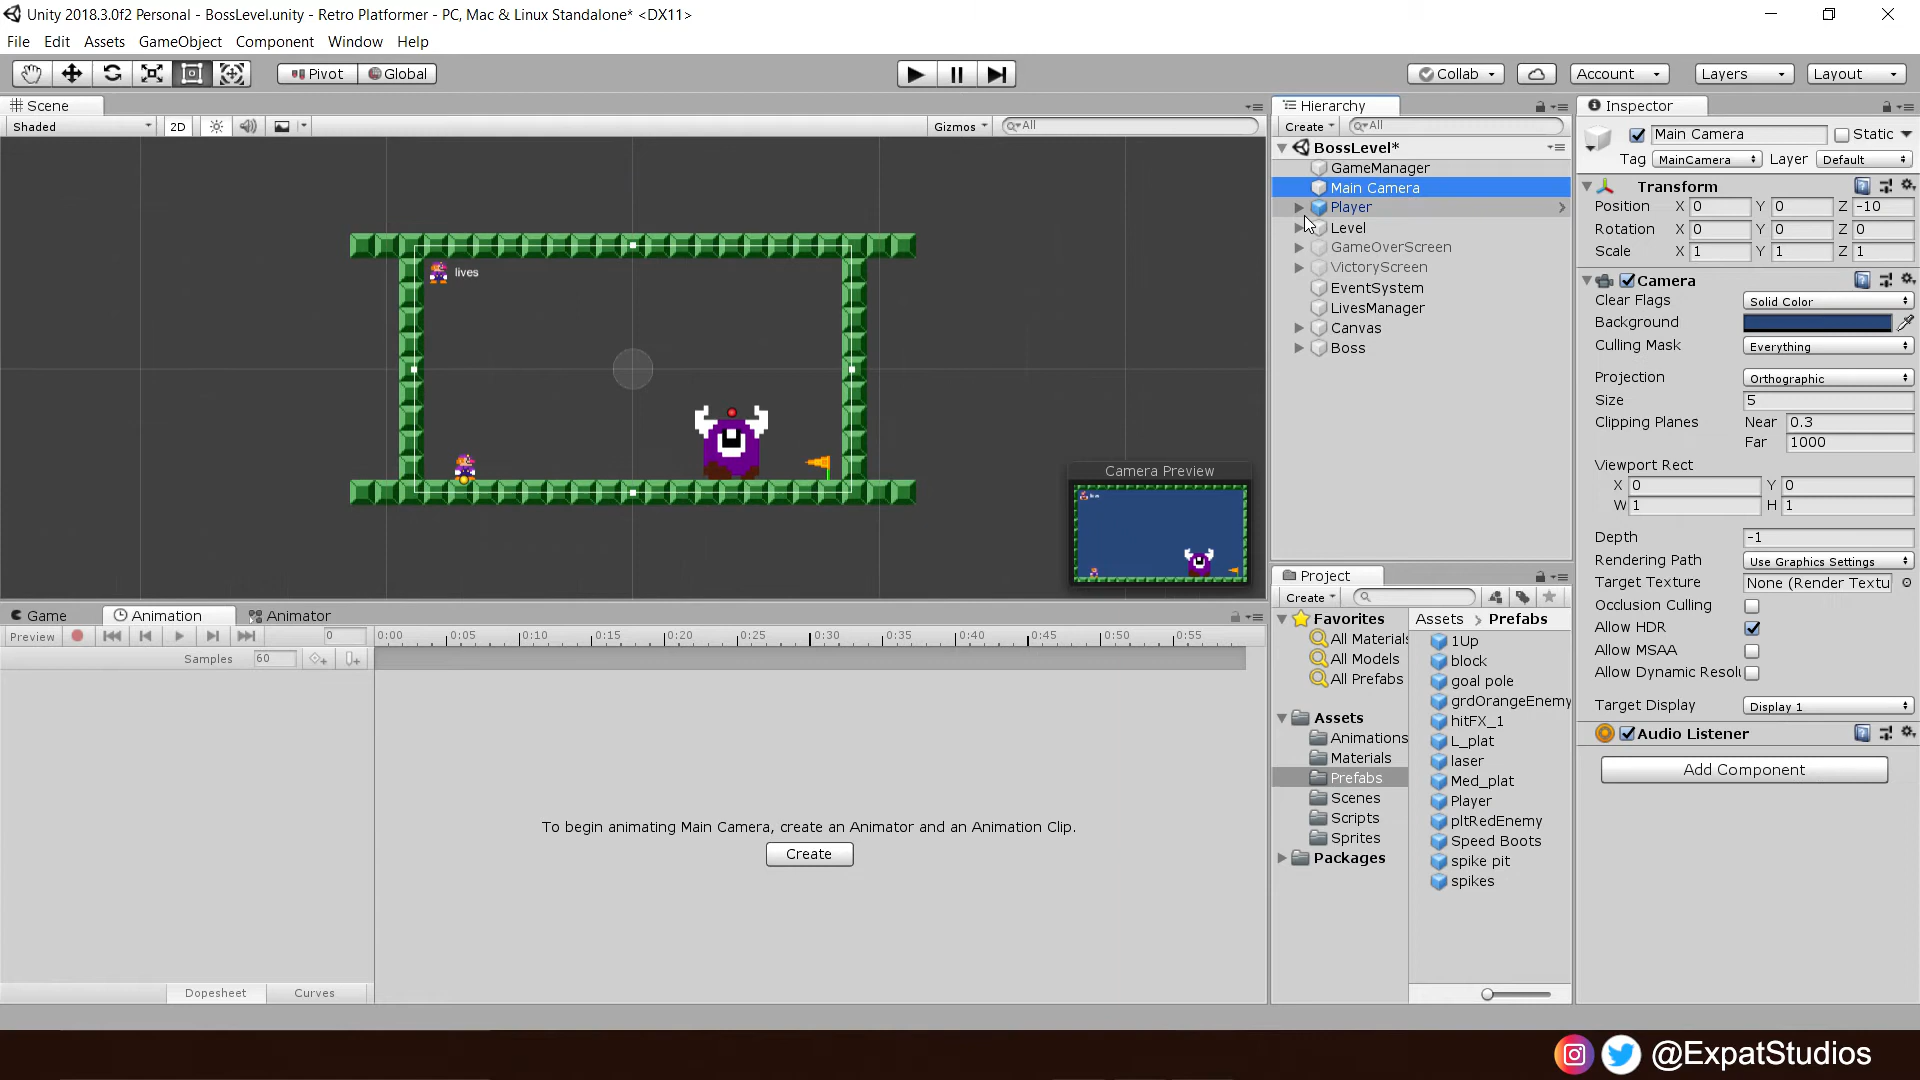 Unity 2018.3.0f2 Personal - BossLevel.unity - Retro Platformer - PC, Mac & Linux Standalone* <DX11>
File Edit Assets GameObject Component Window Help
Pivot Global Collab Account Layers Layout
Scene
Shaded 2D Gizmos All
lives
Camera Preview
Hierarchy
Create All
BossLevel*
GameManager
Main Camera
Player
Level
GameOverScreen
VictoryScreen
EventSystem
LivesManager
Canvas
Boss
Inspector
Main Camera Static
Tag MainCamera Layer Default
Transform
Position X 0 Y 0 Z -10
Rotation X 0 Y 0 Z 0
Scale X 1 Y 1 Z 1
Camera
Clear Flags Solid Color
Background
Culling Mask Everything
Projection Orthographic
Size 5
Clipping Planes Near 0.3
Far 1000
Viewport Rect
X 0 Y 0
W 1 H 1
Depth -1
Rendering Path Use Graphics Settings
Target Texture None (Render Textu
Occlusion Culling
Allow HDR
Allow MSAA
Allow Dynamic Resolu
Target Display Display 1
Audio Listener
Add Component
Game Animation Animator
Preview 0 0:00 0:05 0:10 0:15 0:20 0:25 0:30 0:35 0:40 0:45 0:50 0:55
Samples 60
To begin animating Main Camera, create an Animator and an Animation Clip.
Create
Dopesheet Curves
Project
Create
Favorites
All Materials
All Models
All Prefabs
Assets
Animations
Materials
Prefabs
Scenes
Scripts
Sprites
Packages
Assets Prefabs
1Up
block
goal pole
grdOrangeEnemy
hitFX_1
L_plat
laser
Med_plat
Player
pltRedEnemy
Speed Boots
spike pit
spikes
@ExpatStudios